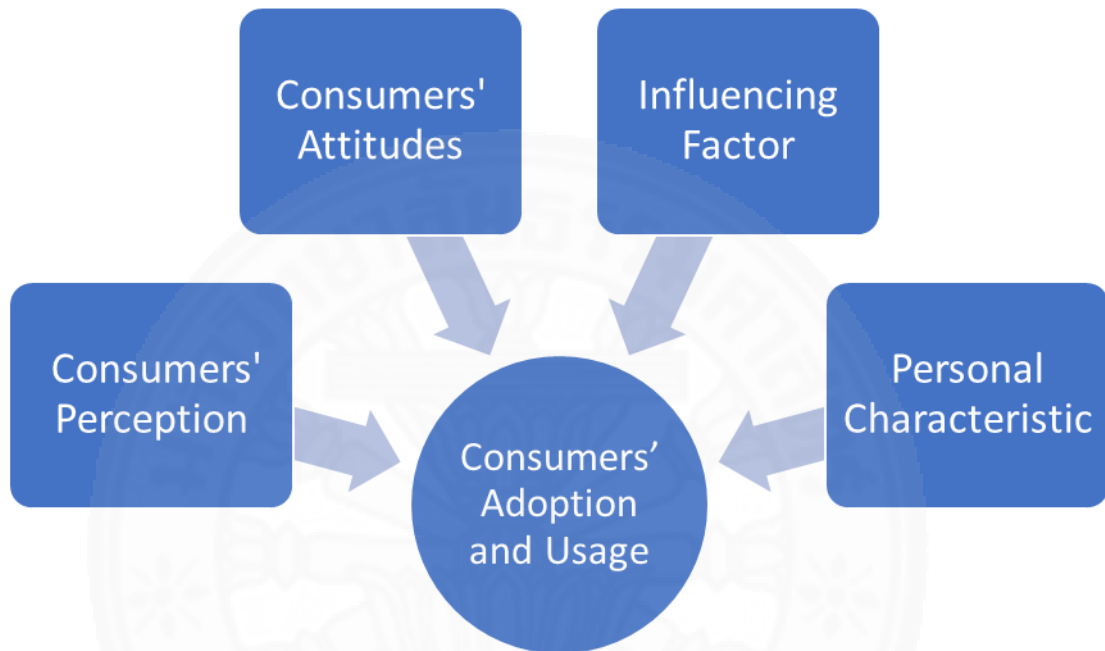 Consumers'
Attitudes
Influencing
Factor
Consumers'
Perception
Personal
Characteristic
Consumers’
Adoption
and Usage